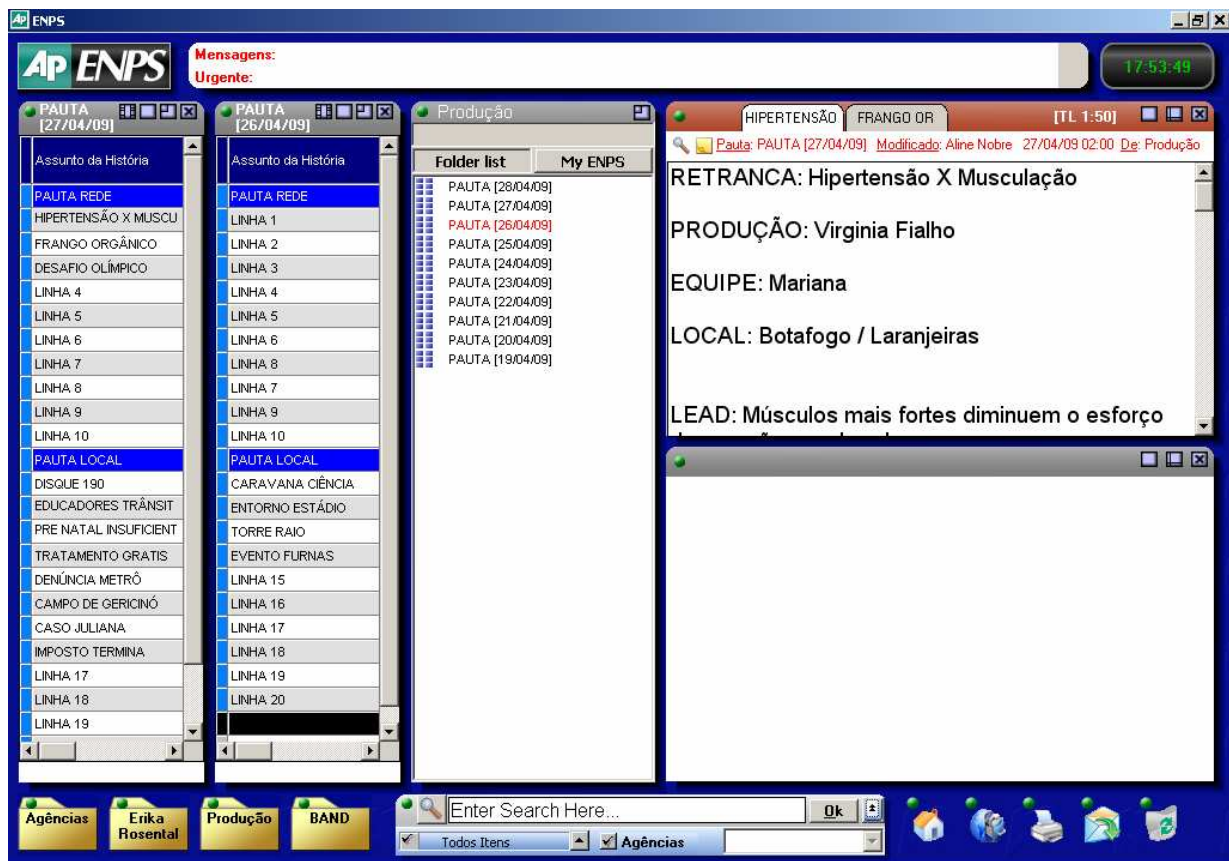 AP ENPS
AP ENPS
Mensagens:
Urgente:
17:53:49
PAUTA
[27/04/09]
Assunto da História
PAUTA REDE
HIPERTENSÃO X MUSCU
FRANGO ORGÂNICO
DESAFIO OLÍMPICO
LINHA 4
LINHA 5
LINHA 6
LINHA 7
LINHA 8
LINHA 9
LINHA 10
PAUTA LOCAL
DISQUE 190
EDUCADORES TRÂNSIT
PRE NATAL INSUFICIENT
TRATAMENTO GRATIS
DENÚNCIA METRÔ
CAMPO DE GERICINÓ
CASO JULIANA
IMPOSTO TERMINA
LINHA 17
LINHA 18
LINHA 19
PAUTA
[26/04/09]
Assunto da História
PAUTA REDE
LINHA 1
LINHA 2
LINHA 3
LINHA 4
LINHA 5
LINHA 6
LINHA 8
LINHA 7
LINHA 9
LINHA 10
PAUTA LOCAL
CARAVANA CIÊNCIA
ENTORNO ESTÁDIO
TORRE RAIO
EVENTO FURNAS
LINHA 15
LINHA 16
LINHA 17
LINHA 18
LINHA 19
LINHA 20
Produção
Folder list My ENPS
PAUTA [28/04/09]
PAUTA [27/04/09]
PAUTA [26/04/09]
PAUTA [25/04/09]
PAUTA [24/04/09]
PAUTA [23/04/09]
PAUTA [22/04/09]
PAUTA [21/04/09]
PAUTA [20/04/09]
PAUTA [19/04/09]
HIPERTENSÃO FRANGO OR [TL 1:50]
Pauta: PAUTA [27/04/09] Modificado: Aline Nobre 27/04/09 02:00 De: Produção
RETRANCA: Hipertensão X Musculação
PRODUÇÃO: Virginia Fialho
EQUIPE: Mariana
LOCAL: Botafogo / Laranjeiras
LEAD: Músculos mais fortes diminuem o esforço
Agências
Erika
Rosental
Produção
BAND
Enter Search Here... Ok
Todos Itens Agências